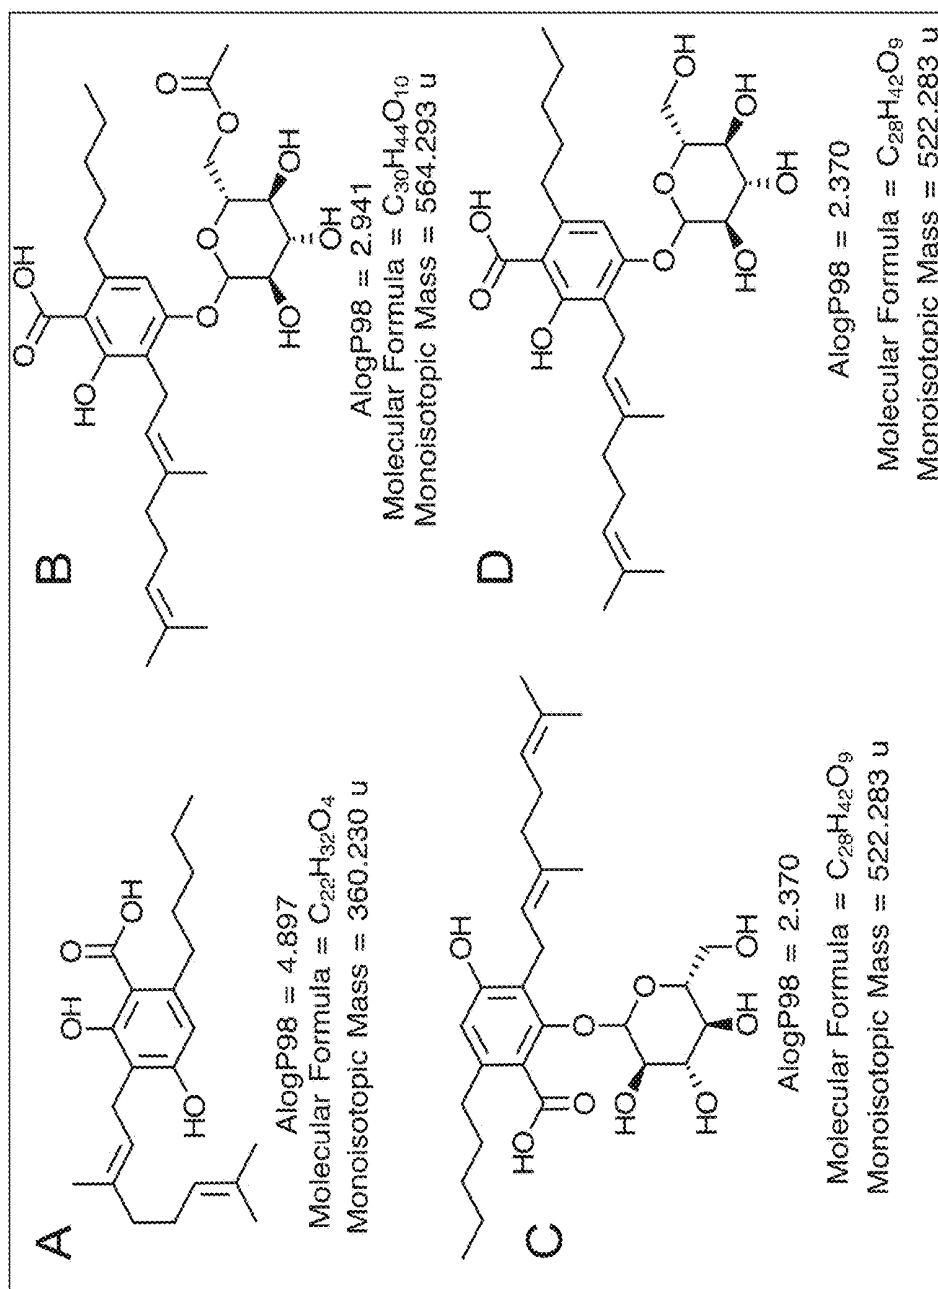 A
O
OH
OH
HO
AlogP98 = 4.897
Molecular Formula = C22H32O4
Monoisotopic Mass = 360.230 u
B
O
OH
HO
O
O
O
O
HO
OH
OH
AlogP98 = 2.941
Molecular Formula = C30H44O10
Monoisotopic Mass = 564.293 u
C
OH
HO
O
O
O
HO
HO
OH
OH
AlogP98 = 2.370
Molecular Formula = C28H42O9
Monoisotopic Mass = 522.283 u
D
O
OH
HO
O
O
OH
HO
OH
OH
AlogP98 = 2.370
Molecular Formula = C28H42O9
Monoisotopic Mass = 522.283 u